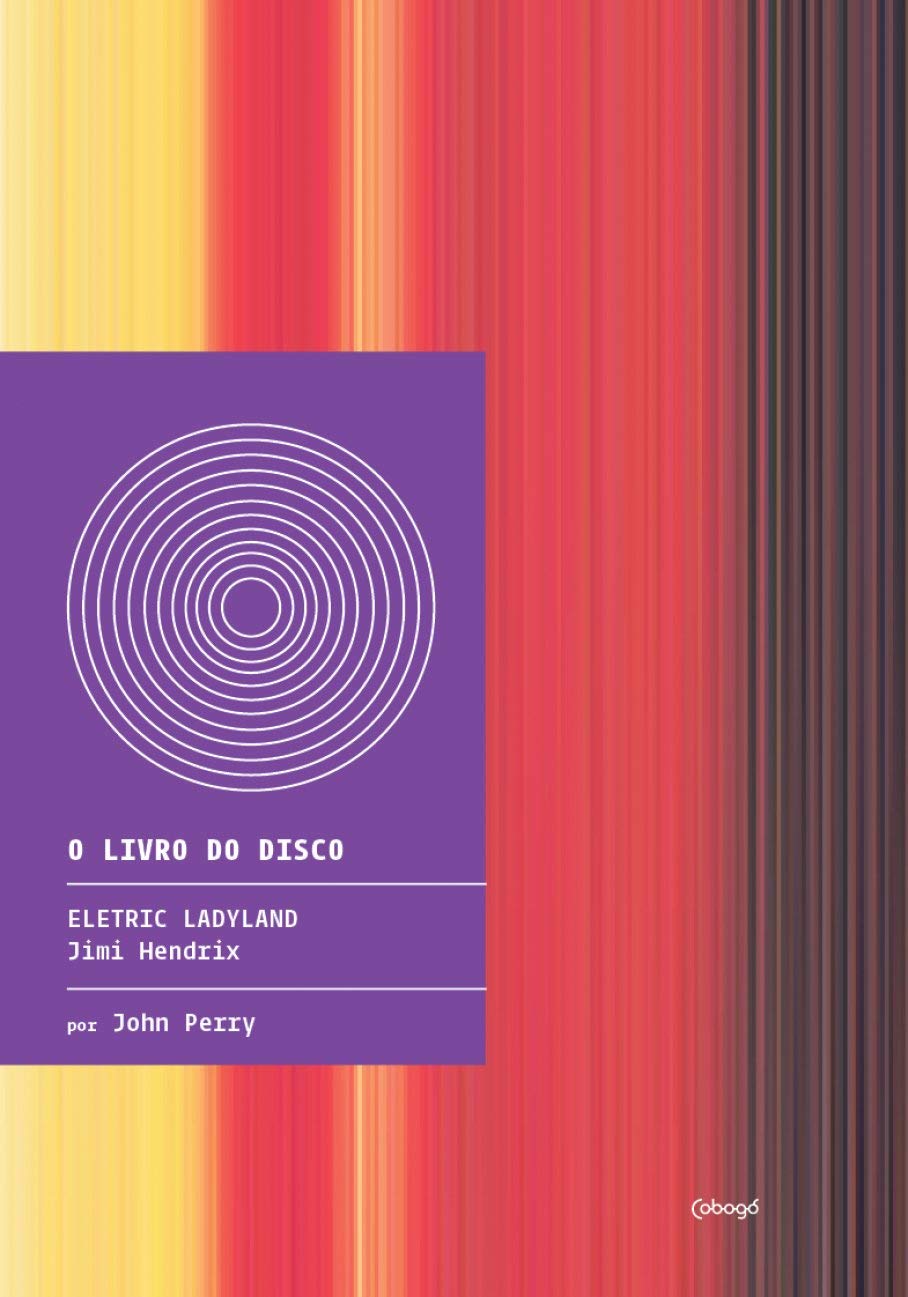 O LIVRO DO DISCO
ELETRIC LADYLAND
Jimi Hendrix
por John Perry
Cobogó